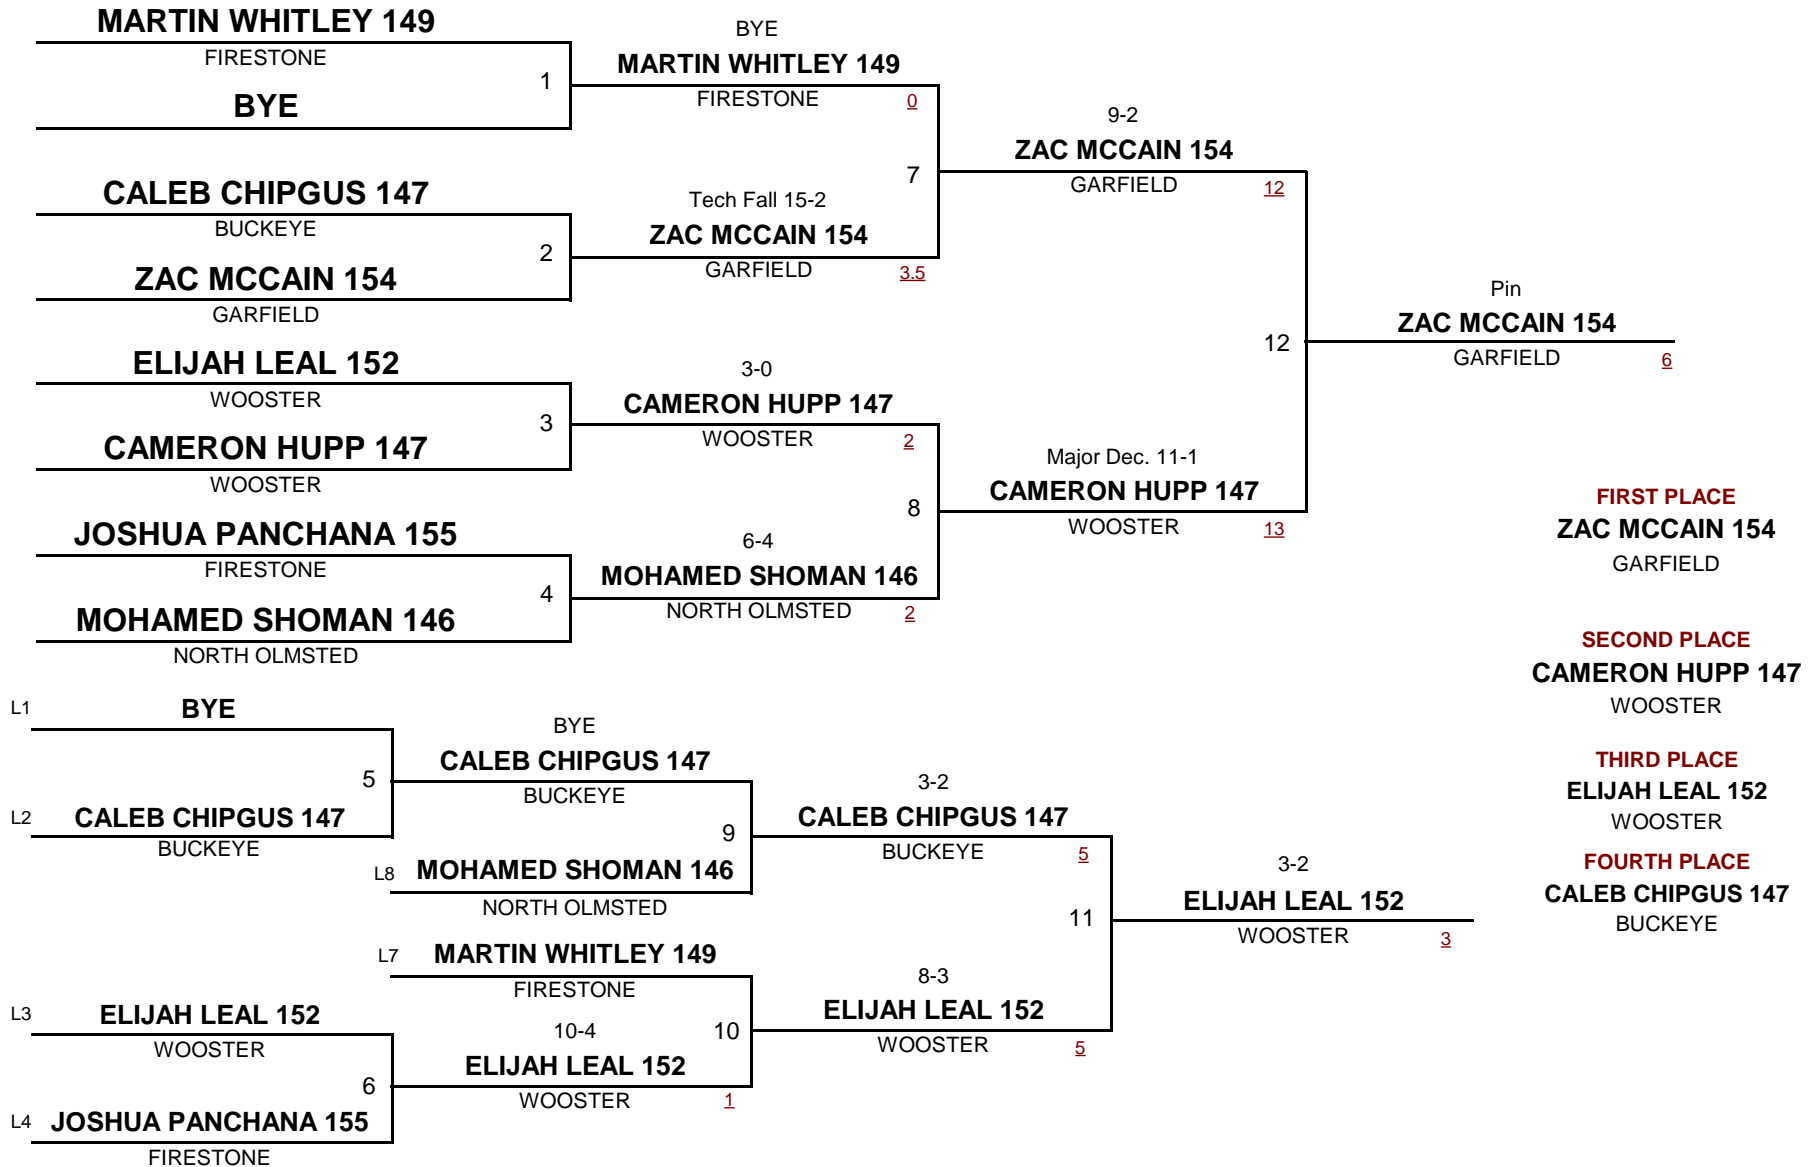 MARTIN WHITLEY 149
FIRESTONE
1
BYE
CALEB CHIPGUS 147
BUCKEYE
2
ZAC MCCAIN 154
GARFIELD
ELIJAH LEAL 152
WOOSTER
3
CAMERON HUPP 147
WOOSTER
JOSHUA PANCHANA 155
FIRESTONE
4
MOHAMED SHOMAN 146
NORTH OLMSTED
BYE
MARTIN WHITLEY 149
FIRESTONE 0
7
Tech Fall 15-2
ZAC MCCAIN 154
GARFIELD 3.5
3-0
CAMERON HUPP 147
WOOSTER 2
8
6-4
MOHAMED SHOMAN 146
NORTH OLMSTED 2
9-2
ZAC MCCAIN 154
GARFIELD 12
12
Major Dec. 11-1
CAMERON HUPP 147
WOOSTER 13
Pin
ZAC MCCAIN 154
GARFIELD 6
FIRST PLACE
ZAC MCCAIN 154
GARFIELD
SECOND PLACE
CAMERON HUPP 147
WOOSTER
THIRD PLACE
ELIJAH LEAL 152
WOOSTER
FOURTH PLACE
CALEB CHIPGUS 147
BUCKEYE
L1 BYE
5
L2 CALEB CHIPGUS 147
BUCKEYE
L3 ELIJAH LEAL 152
WOOSTER
6
L4 JOSHUA PANCHANA 155
FIRESTONE
BYE
CALEB CHIPGUS 147
BUCKEYE
9
L8 MOHAMED SHOMAN 146
NORTH OLMSTED
L7 MARTIN WHITLEY 149
FIRESTONE
10
10-4
ELIJAH LEAL 152
WOOSTER 1
3-2
CALEB CHIPGUS 147
BUCKEYE 5
11
8-3
ELIJAH LEAL 152
WOOSTER 5
3-2
ELIJAH LEAL 152
WOOSTER 3